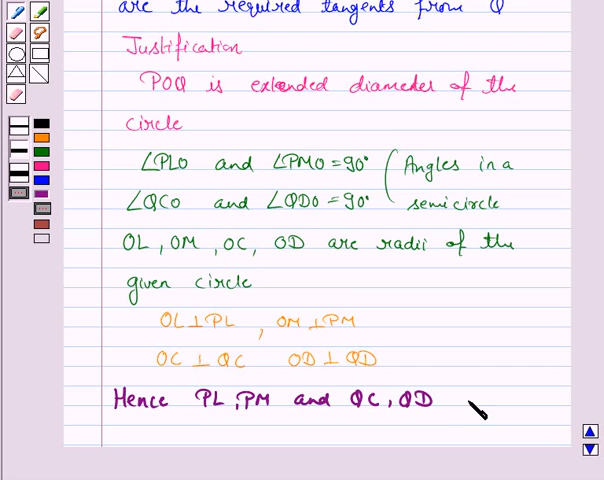 are the required tangents from Q
Justification
POQ is extended diameter of the
circle
∠PLO and ∠PMO = 90° ( Angles in a
∠QCO and ∠QDO = 90° semicircle
OL, OM, OC, OD are radii of the
given circle
OL ⊥ PL , OM ⊥ PM
OC ⊥ QC OD ⊥ QD
Hence PL, PM and QC, QD